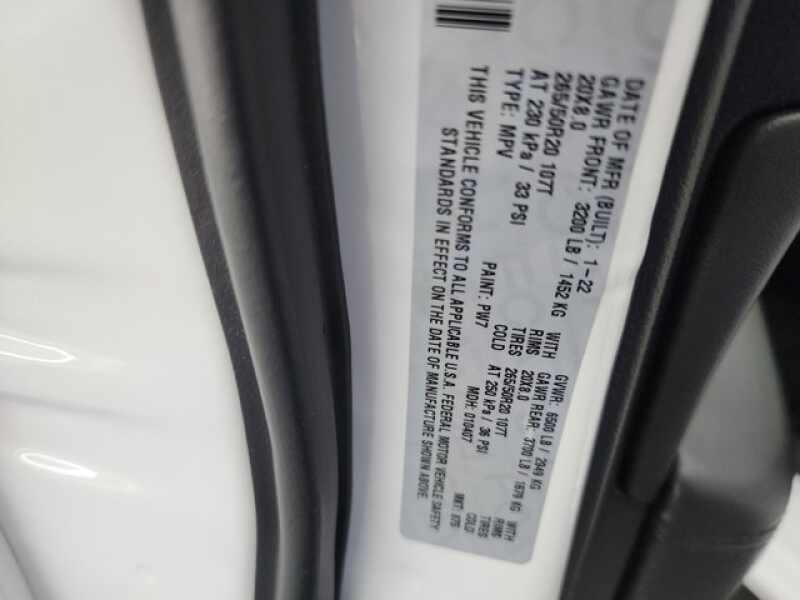 DATE OF MFR (BUILT): 1-22 GVWR: 6500 LB / 2949 KG
GAWR FRONT: 3200 LB / 1452 KG WITH GAWR REAR: 3700 LB / 1678 KG WITH
20X8.0 RIMS 20X8.0 RIMS
265/50R20 107T TIRES 265/50R20 107T TIRES
AT 230 kPa / 33 PSI COLD AT 250 kPa / 36 PSI COLD
TYPE: MPV PAINT: PW7 MDH: 010407 MKT:
THIS VEHICLE CONFORMS TO ALL APPLICABLE U.S.A. FEDERAL MOTOR VEHICLE SAFETY
STANDARDS IN EFFECT ON THE DATE OF MANUFACTURE SHOWN ABOVE.